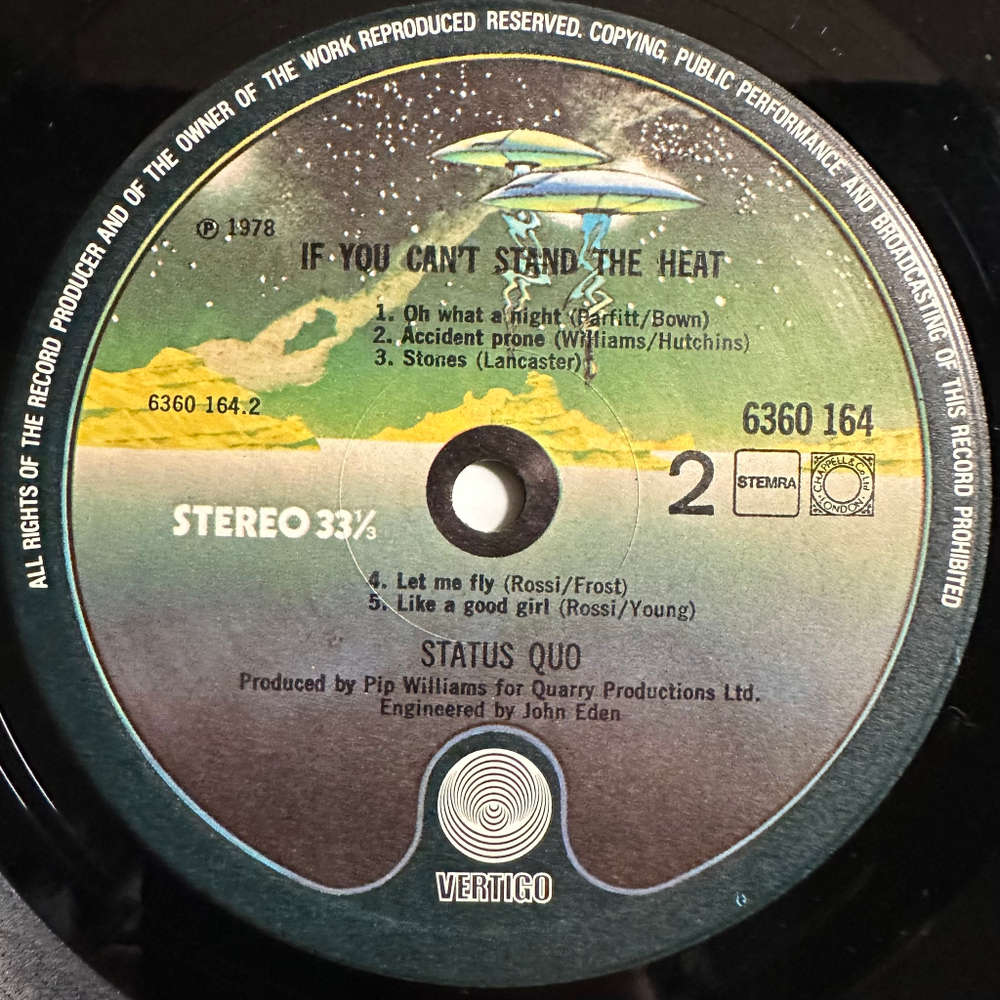 ALL RIGHTS OF THE RECORD PRODUCER AND OF THE OWNER OF THE WORK REPRODUCED RESERVED. COPYING, PUBLIC PERFORMANCE AND BROADCASTING OF THIS RECORD PROHIBITED
℗ 1978
IF YOU CAN'T STAND THE HEAT
1. Oh what a night (Parfitt/Bown)
2. Accident prone (Williams/Hutchins)
3. Stones (Lancaster)
6360 164.2
6360 164
2
STEMRA
CHAPPELL & Co Ltd
LONDON
STEREO 33⅓
4. Let me fly (Rossi/Frost)
5. Like a good girl (Rossi/Young)
STATUS QUO
Produced by Pip Williams for Quarry Productions Ltd.
Engineered by John Eden
VERTIGO